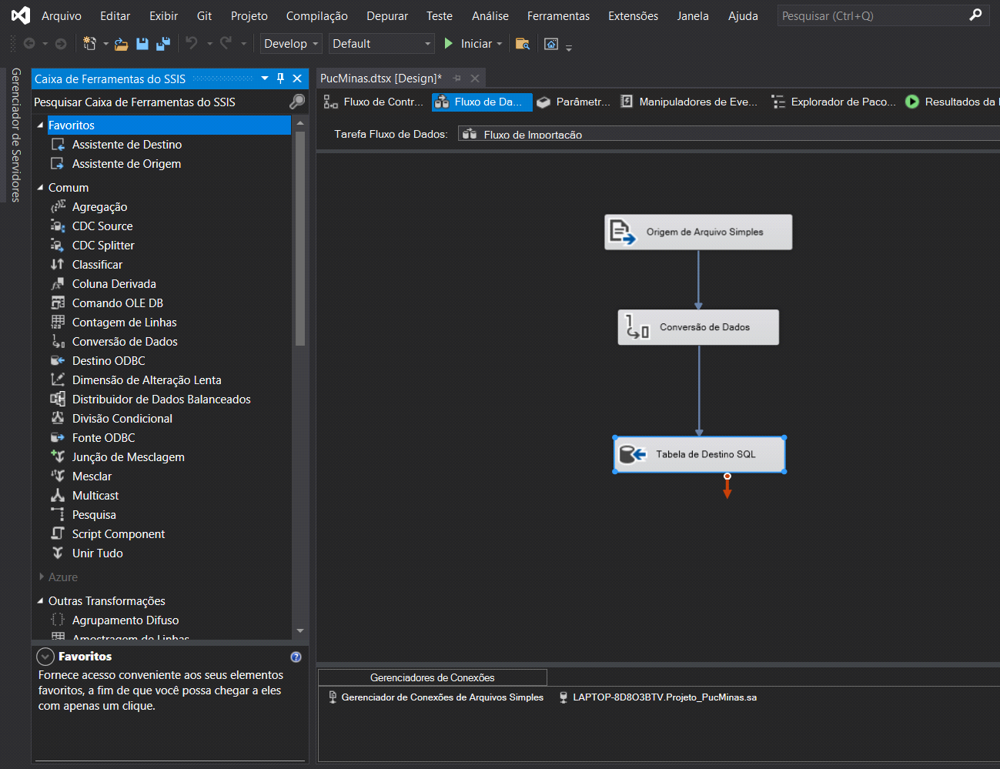 Arquivo Editar Exibir Git Projeto Compilação Depurar Teste Análise Ferramentas Extensões Janela Ajuda Pesquisar (Ctrl+Q)
Develop Default Iniciar
Gerenciador de Servidores
Caixa de Ferramentas do SSIS
Pesquisar Caixa de Ferramentas do SSIS
Favoritos
Assistente de Destino
Assistente de Origem
Comum
Agregação
CDC Source
CDC Splitter
Classificar
Coluna Derivada
Comando OLE DB
Contagem de Linhas
Conversão de Dados
Destino ODBC
Dimensão de Alteração Lenta
Distribuidor de Dados Balanceados
Divisão Condicional
Fonte ODBC
Junção de Mesclagem
Mesclar
Multicast
Pesquisa
Script Component
Unir Tudo
Azure
Outras Transformações
Agrupamento Difuso
Amostragem de Linhas
Favoritos
Fornece acesso conveniente aos seus elementos
favoritos, a fim de que você possa chegar a eles
com apenas um clique.
PucMinas.dtsx [Design]*
Fluxo de Contr... Fluxo de Da... Parâmetr... Manipuladores de Eve... Explorador de Paco... Resultados da
Tarefa Fluxo de Dados: Fluxo de Importação
Origem de Arquivo Simples
Conversão de Dados
Tabela de Destino SQL
Gerenciadores de Conexões
Gerenciador de Conexões de Arquivos Simples LAPTOP-8D8O3BTV.Projeto_PucMinas.sa